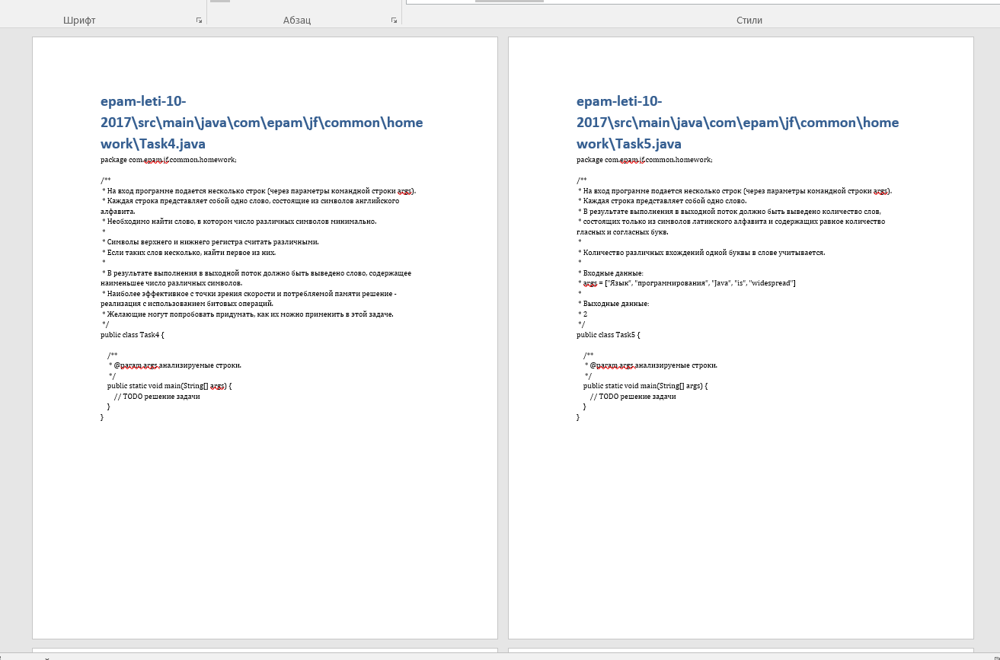 Шрифт
Абзац
Стили
epam-leti-10-
2017\src\main\java\com\epam\jf\common\home
work\Task4.java
package com.epam.jf.common.homework;
/**
* На вход программе подается несколько строк (через параметры командной строки args).
* Каждая строка представляет собой одно слово, состоящие из символов английского
алфавита.
* Необходимо найти слово, в котором число различных символов минимально.
*
* Символы верхнего и нижнего регистра считать различными.
* Если таких слов несколько, найти первое из них.
*
* В результате выполнения в выходной поток должно быть выведено слово, содержащее
наименьшее число различных символов.
* Наиболее эффективное с точки зрения скорости и потребляемой памяти решение -
реализация с использованием битовых операций.
* Желающие могут попробовать придумать, как их можно применить в этой задаче.
*/
public class Task4 {
/**
* @param args анализируемые строки.
*/
public static void main(String[] args) {
// TODO решение задачи
}
}
epam-leti-10-
2017\src\main\java\com\epam\jf\common\home
work\Task5.java
package com.epam.jf.common.homework;
/**
* На вход программе подается несколько строк (через параметры командной строки args).
* Каждая строка представляет собой одно слово.
* В результате выполнения в выходной поток должно быть выведено количество слов,
* состоящих только из символов латинского алфавита и содержащих равное количество
гласных и согласных букв.
*
* Количество различных вхождений одной буквы в слове учитывается.
*
* Входные данные:
* args = ["Язык", "программирования", "Java", "is", "widespread"]
*
* Выходные данные:
* 2
*/
public class Task5 {
/**
* @param args анализируемые строки.
*/
public static void main(String[] args) {
// TODO решение задачи
}
}